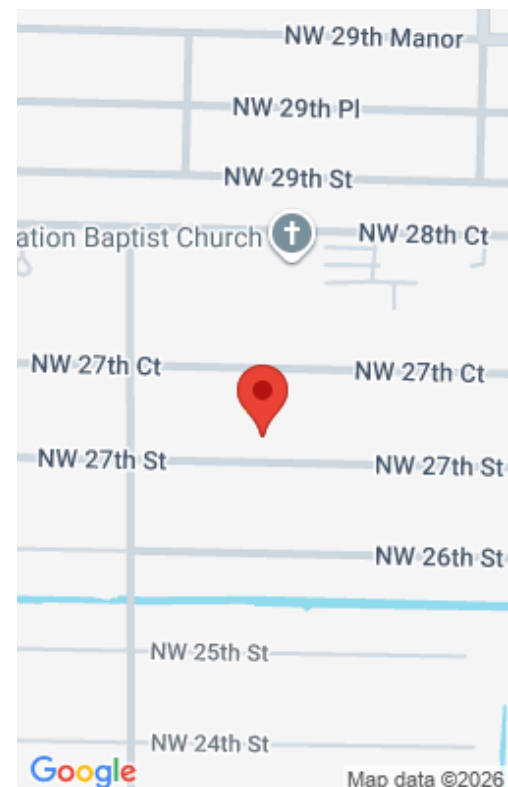 NW 29th Manor
NW 29th Pl
NW 29th St
ation Baptist Church
NW 28th Ct
NW 27th Ct
NW 27th Ct
NW 27th St
NW 27th St
NW 26th St
NW 25th St
NW 24th St
Google
Map data ©2026